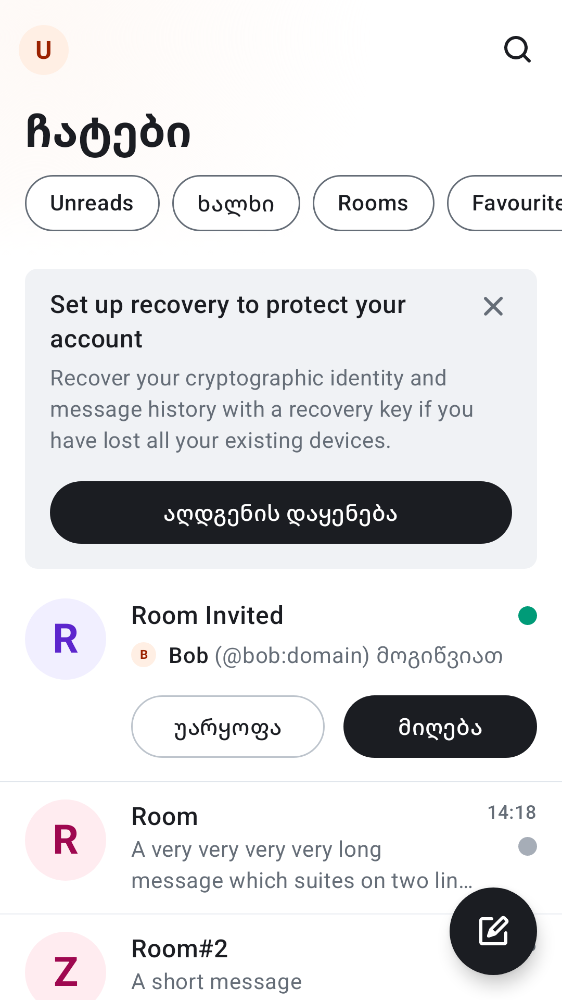 U
ჩატები
Unreads
ხალხი
Rooms
Favourite
Set up recovery to protect your
account
Recover your cryptographic identity and
message history with a recovery key if you
have lost all your existing devices.
აღდგენის დაყენება
R
Room Invited
B
Bob (@bob:domain) მოგიწვიათ
უარყოფა
მიღება
R
Room
14:18
A very very very very long
message which suites on two lin…
Z
Room#2
A short message